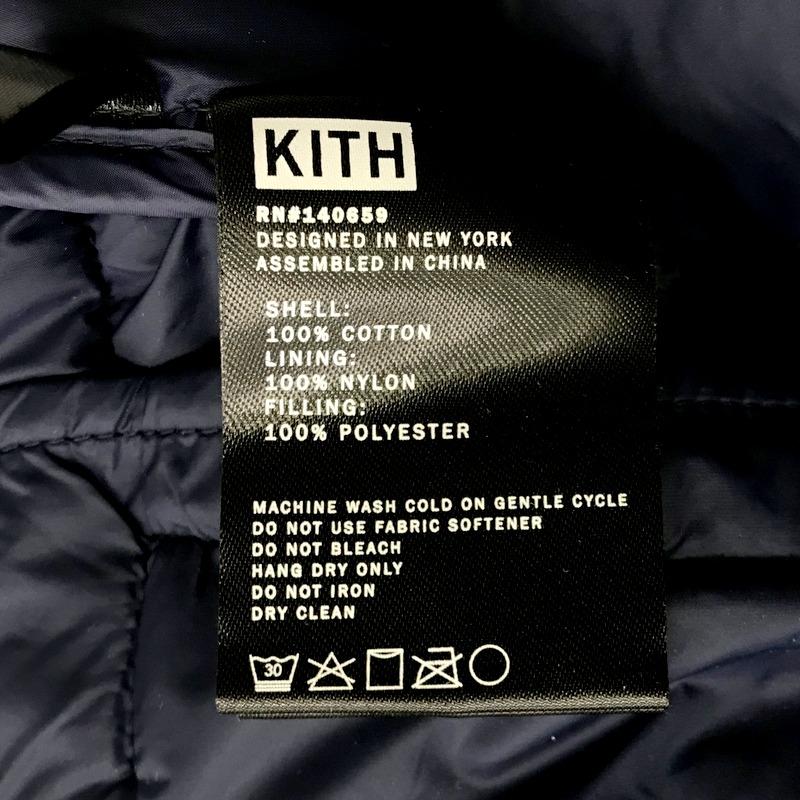 KITH
RN#140659
DESIGNED IN NEW YORK
ASSEMBLED IN CHINA
SHELL:
100% COTTON
LINING:
100% NYLON
FILLING:
100% POLYESTER
MACHINE WASH COLD ON GENTLE CYCLE
DO NOT USE FABRIC SOFTENER
DO NOT BLEACH
HANG DRY ONLY
DO NOT IRON
DRY CLEAN
30